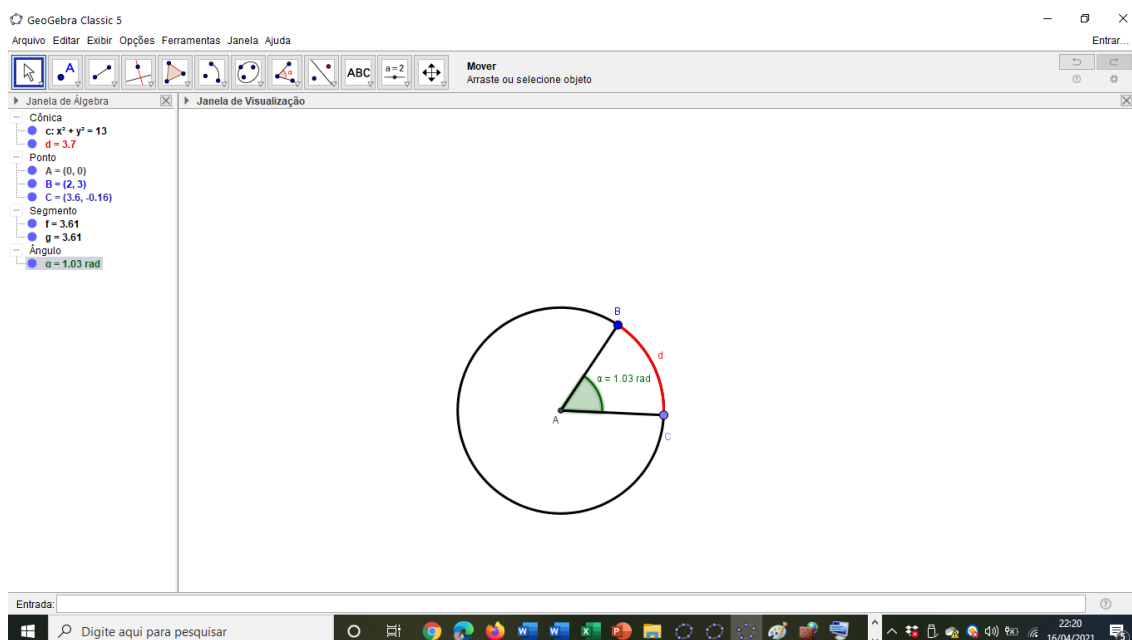 GeoGebra Classic 5
Arquivo Editar Exibir Opções Ferramentas Janela Ajuda
Entrar...
A
α
ABC
a=2
Mover
Arraste ou selecione objeto
Janela de Álgebra
Janela de Visualização
Cônica
c: x² + y² = 13
d = 3.7
Ponto
A = (0, 0)
B = (2, 3)
C = (3.6, -0.16)
Segmento
f = 3.61
g = 3.61
Ângulo
α = 1.03 rad
B
d
α = 1.03 rad
A
C
Entrada:
Digite aqui para pesquisar
22:20
16/04/2021